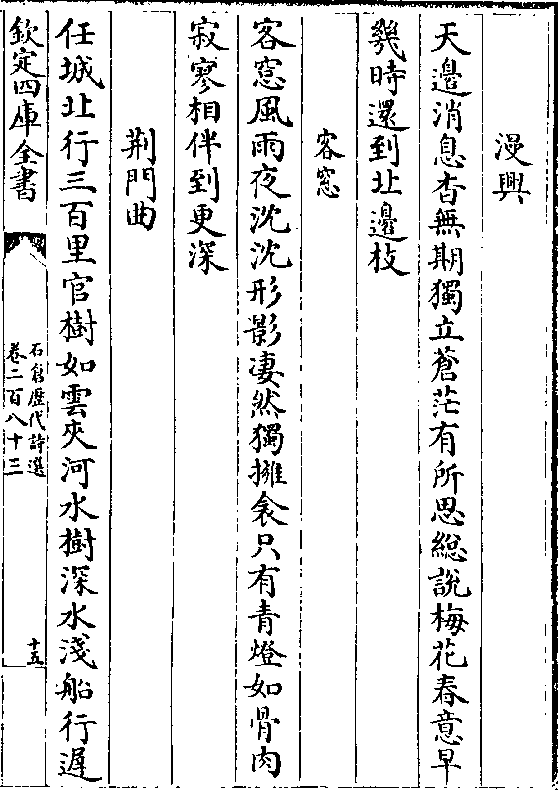 漫興
天邉消息杳無期獨立蒼茫有所思總說梅花春意早
幾時還到北邉枝
客窓
客窓風雨夜沈沈形影凄然獨擁衾只有青燈如骨肉
寂寥相伴到更深
荆門曲
任城北行三百里官樹如雲夾河水樹深水淺船行遲
欽定四庫全書
石倉歴代詩選
卷二百八十三
十五